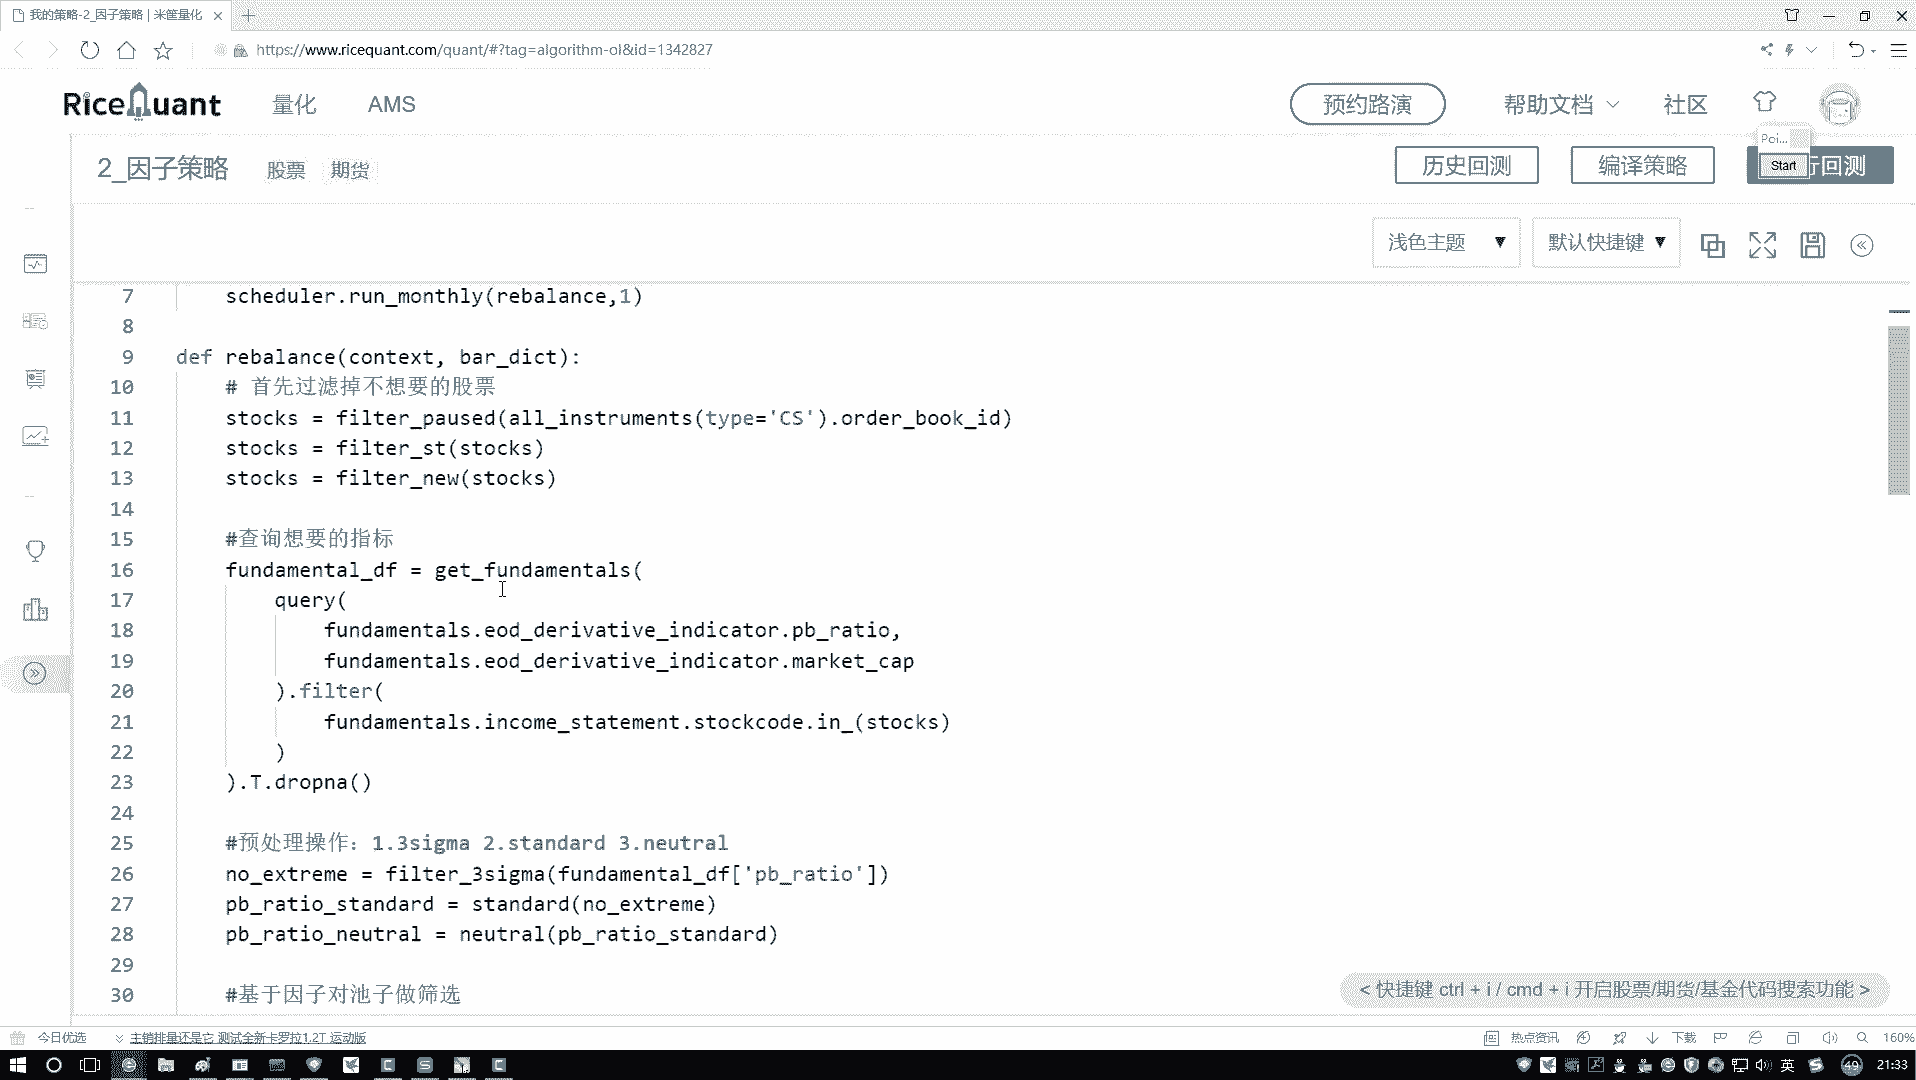 我的策略-2_因子策略 | 米筐量化
https://www.ricequant.com/quant/#?tag=algorithm-ol&id=1342827
RiceQuant 量化 AMS 预约路演 帮助文档 社区
Poi...
2_因子策略 股票 期货 历史回测 编译策略 Start 行回测
浅色主题 ▼ 默认快捷键 ▼
7 scheduler.run_monthly(rebalance,1)
8
9 def rebalance(context, bar_dict):
10 # 首先过滤掉不想要的股票
11 stocks = filter_paused(all_instruments(type='CS').order_book_id)
12 stocks = filter_st(stocks)
13 stocks = filter_new(stocks)
14
15 #查询想要的指标
16 fundamental_df = get_fundamentals(
17 query(
18 fundamentals.eod_derivative_indicator.pb_ratio,
19 fundamentals.eod_derivative_indicator.market_cap
20 ).filter(
21 fundamentals.income_statement.stockcode.in_(stocks)
22 )
23 ).T.dropna()
24
25 #预处理操作：1.3sigma 2.standard 3.neutral
26 no_extreme = filter_3sigma(fundamental_df['pb_ratio'])
27 pb_ratio_standard = standard(no_extreme)
28 pb_ratio_neutral = neutral(pb_ratio_standard)
29
30 #基于因子对池子做筛选
< 快捷键 ctrl + i / cmd + i 开启股票/期货/基金代码搜索功能 >
今日优选 主销排量还是它 测试全新卡罗拉1.2T 运动版 热点资讯 下载 160%
英 49 21:33